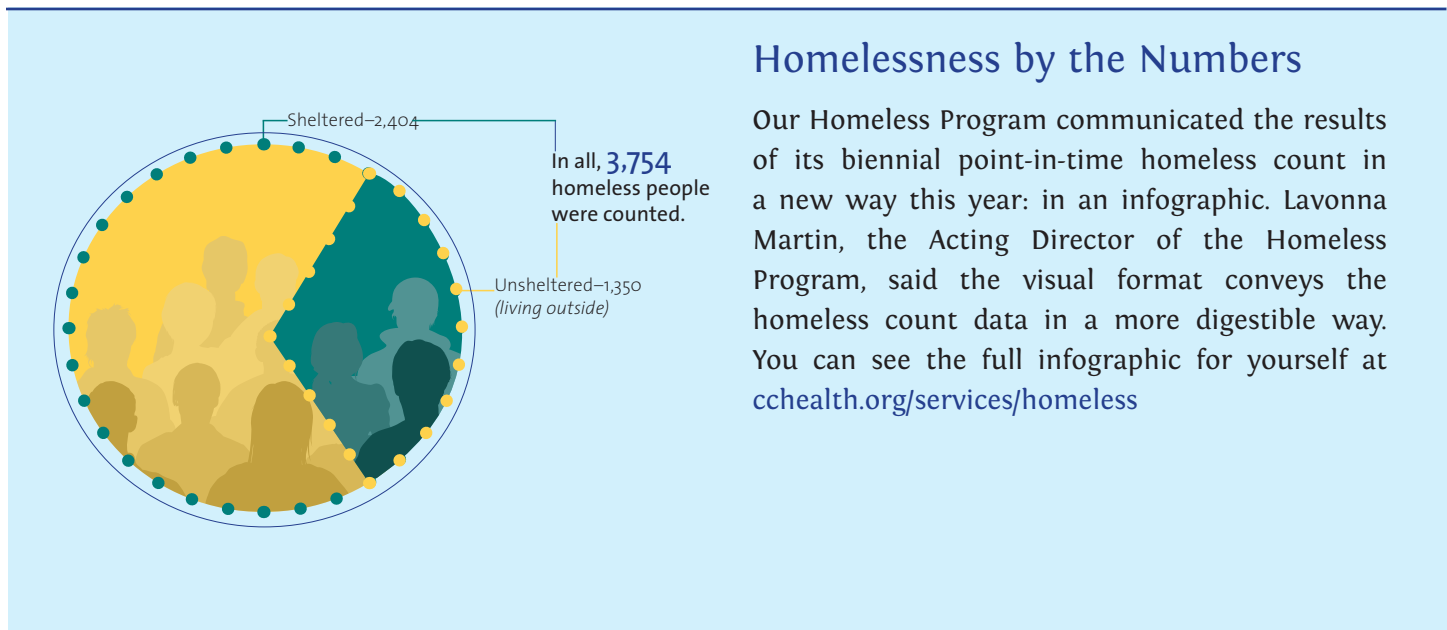 Sheltered–2,404
In all, 3,754
homeless people
were counted.
Unsheltered–1,350
(living outside)
Homelessness by the Numbers
Our Homeless Program communicated the results
of its biennial point-in-time homeless count in
a new way this year: in an infographic. Lavonna
Martin, the Acting Director of the Homeless
Program, said the visual format conveys the
homeless count data in a more digestible way.
You can see the full infographic for yourself at
cchealth.org/services/homeless